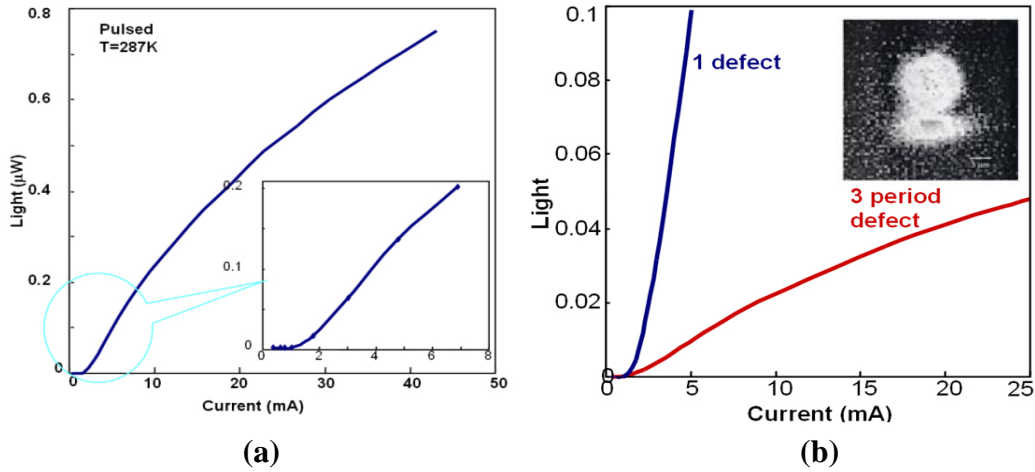 Pulsed
T=287K
Light (μW)
0.8
0.6
0.4
0.2
0
0 10 20 30 40 50
Current (mA)
0.2
0.1
0
0 2 4 6 8
(a)
Light
0.1
0.08
0.06
0.04
0.02
0
0 5 10 15 20 25
Current (mA)
1 defect
3 period
defect
(b)